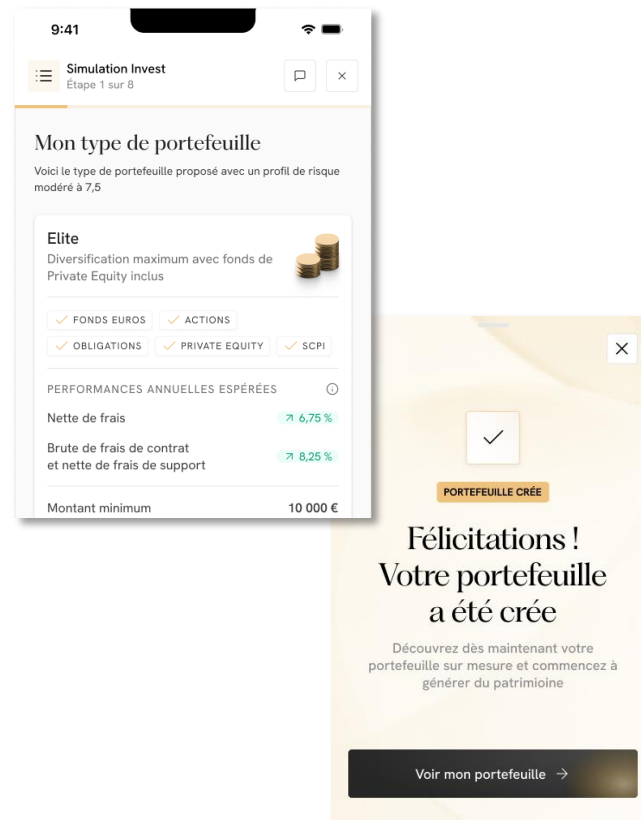 9:41
Simulation Invest
Étape 1 sur 8
Mon type de portefeuille
Voici le type de portefeuille proposé avec un profil de risque
modéré à 7,5
Elite
Diversification maximum avec fonds de
Private Equity inclus
FONDS EUROS
ACTIONS
OBLIGATIONS
PRIVATE EQUITY
SCPI
PERFORMANCES ANNUELLES ESPÉRÉES
Nette de frais
6,75 %
Brute de frais de contrat
et nette de frais de support
8,25 %
Montant minimum
10 000 €
PORTEFEUILLE CRÉE
Félicitations !
Votre portefeuille
a été crée
Découvrez dès maintenant votre
portefeuille sur mesure et commencez à
générer du patrimioine
Voir mon portefeuille